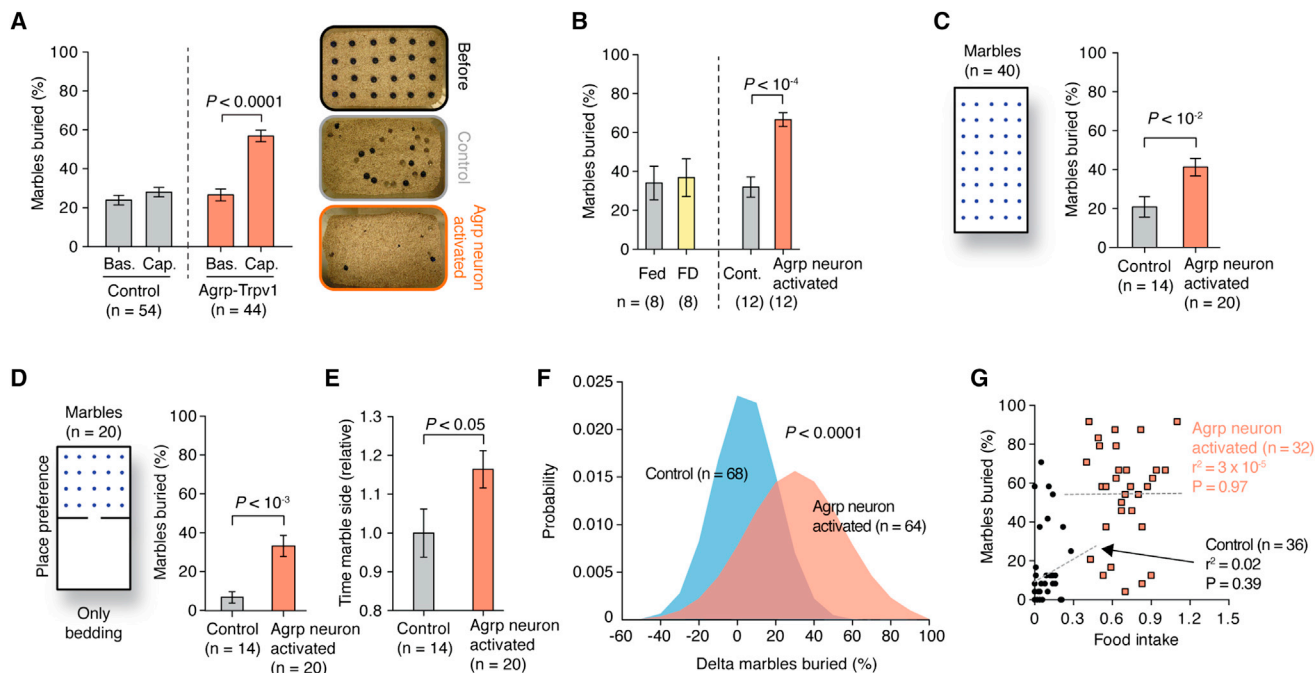 A
Marbles buried (%)
100
80
60
40
20
0
P < 0.0001
Bas. Cap. Bas. Cap.
Control Agrp-Trpv1
(n = 54) (n = 44)
Before
Control
Agrp neuron
activated
B
Marbles buried (%)
100
80
60
40
20
0
P < 10-4
Fed FD Cont. Agrp neuron
activated
n = (8) (8) (12) (12)
C
Marbles
(n = 40)
Marbles buried (%)
100
80
60
40
20
0
P < 10-2
Control Agrp neuron
(n = 14) activated
(n = 20)
D
Marbles
(n = 20)
Place preference
Only
bedding
Marbles buried (%)
100
80
60
40
20
0
P < 10-3
Control Agrp neuron
(n = 14) activated
(n = 20)
E
Time marble side (relative)
1.3
1.2
1.1
1.0
0.9
0.8
P < 0.05
Control Agrp neuron
(n = 14) activated
(n = 20)
F
Probability
0.025
0.020
0.015
0.010
0.005
0
P < 0.0001
Control (n = 68)
Agrp neuron
activated (n = 64)
-60 -40 -20 0 20 40 60 80 100
Delta marbles buried (%)
G
Marbles buried (%)
100
80
60
40
20
0
Agrp neuron
activated (n = 32)
r2 = 3 x 10-5
P = 0.97
Control (n = 36)
r2 = 0.02
P = 0.39
0 0.3 0.6 0.9 1.2 1.5
Food intake